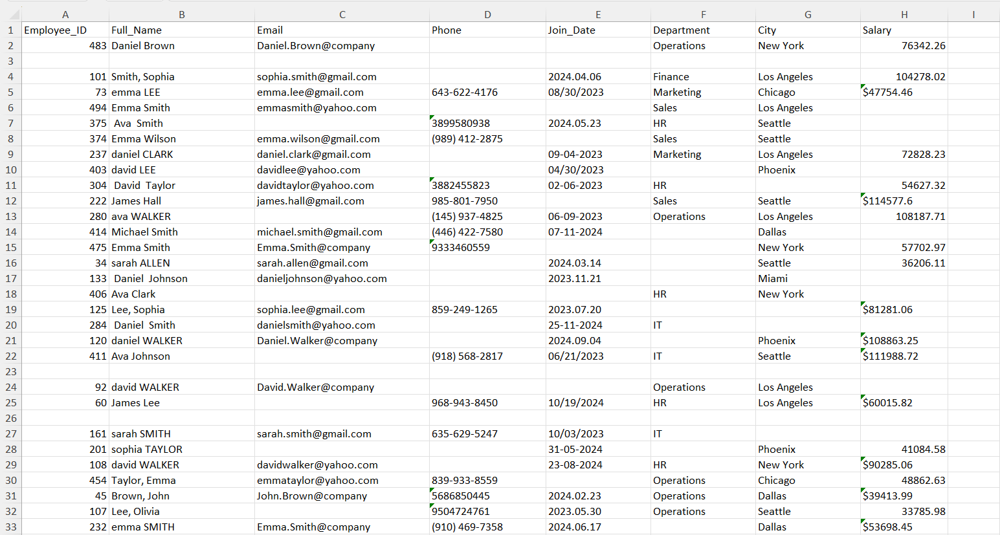 A B C D E F G H I
1 Employee_ID Full_Name Email Phone Join_Date Department City Salary
2 483 Daniel Brown Daniel.Brown@company Operations New York 76342.26
3
4 101 Smith, Sophia sophia.smith@gmail.com 2024.04.06 Finance Los Angeles 104278.02
5 73 emma LEE emma.lee@gmail.com 643-622-4176 08/30/2023 Marketing Chicago $47754.46
6 494 Emma Smith emmasmith@yahoo.com Sales Los Angeles
7 375 Ava  Smith 3899580938 2024.05.23 HR Seattle
8 374 Emma Wilson emma.wilson@gmail.com (989) 412-2875 Sales Seattle
9 237 daniel CLARK daniel.clark@gmail.com 09-04-2023 Marketing Los Angeles 72828.23
10 403 david LEE davidlee@yahoo.com 04/30/2023 Phoenix
11 304 David  Taylor davidtaylor@yahoo.com 3882455823 02-06-2023 HR 54627.32
12 222 James Hall james.hall@gmail.com 985-801-7950 Sales Seattle $114577.6
13 280 ava WALKER (145) 937-4825 06-09-2023 Operations Los Angeles 108187.71
14 414 Michael Smith michael.smith@gmail.com (446) 422-7580 07-11-2024 Dallas
15 475 Emma Smith Emma.Smith@company 9333460559 New York 57702.97
16 34 sarah ALLEN sarah.allen@gmail.com 2024.03.14 Seattle 36206.11
17 133 Daniel  Johnson danieljohnson@yahoo.com 2023.11.21 Miami
18 406 Ava Clark HR New York
19 125 Lee, Sophia sophia.lee@gmail.com 859-249-1265 2023.07.20 $81281.06
20 284 Daniel  Smith danielsmith@yahoo.com 25-11-2024 IT
21 120 daniel WALKER Daniel.Walker@company 2024.09.04 Phoenix $108863.25
22 411 Ava Johnson (918) 568-2817 06/21/2023 IT Seattle $111988.72
23
24 92 david WALKER David.Walker@company Operations Los Angeles
25 60 James Lee 968-943-8450 10/19/2024 HR Los Angeles $60015.82
26
27 161 sarah SMITH sarah.smith@gmail.com 635-629-5247 10/03/2023 IT
28 201 sophia TAYLOR 31-05-2024 Phoenix 41084.58
29 108 david WALKER davidwalker@yahoo.com 23-08-2024 HR New York $90285.06
30 454 Taylor, Emma emmataylor@yahoo.com 839-933-8559 Operations Chicago 48862.63
31 45 Brown, John John.Brown@company 5686850445 2024.02.23 Operations Dallas $39413.99
32 107 Lee, Olivia 9504724761 2023.05.30 Operations Seattle 33785.98
33 232 emma SMITH Emma.Smith@company (910) 469-7358 2024.06.17 Dallas $53698.45